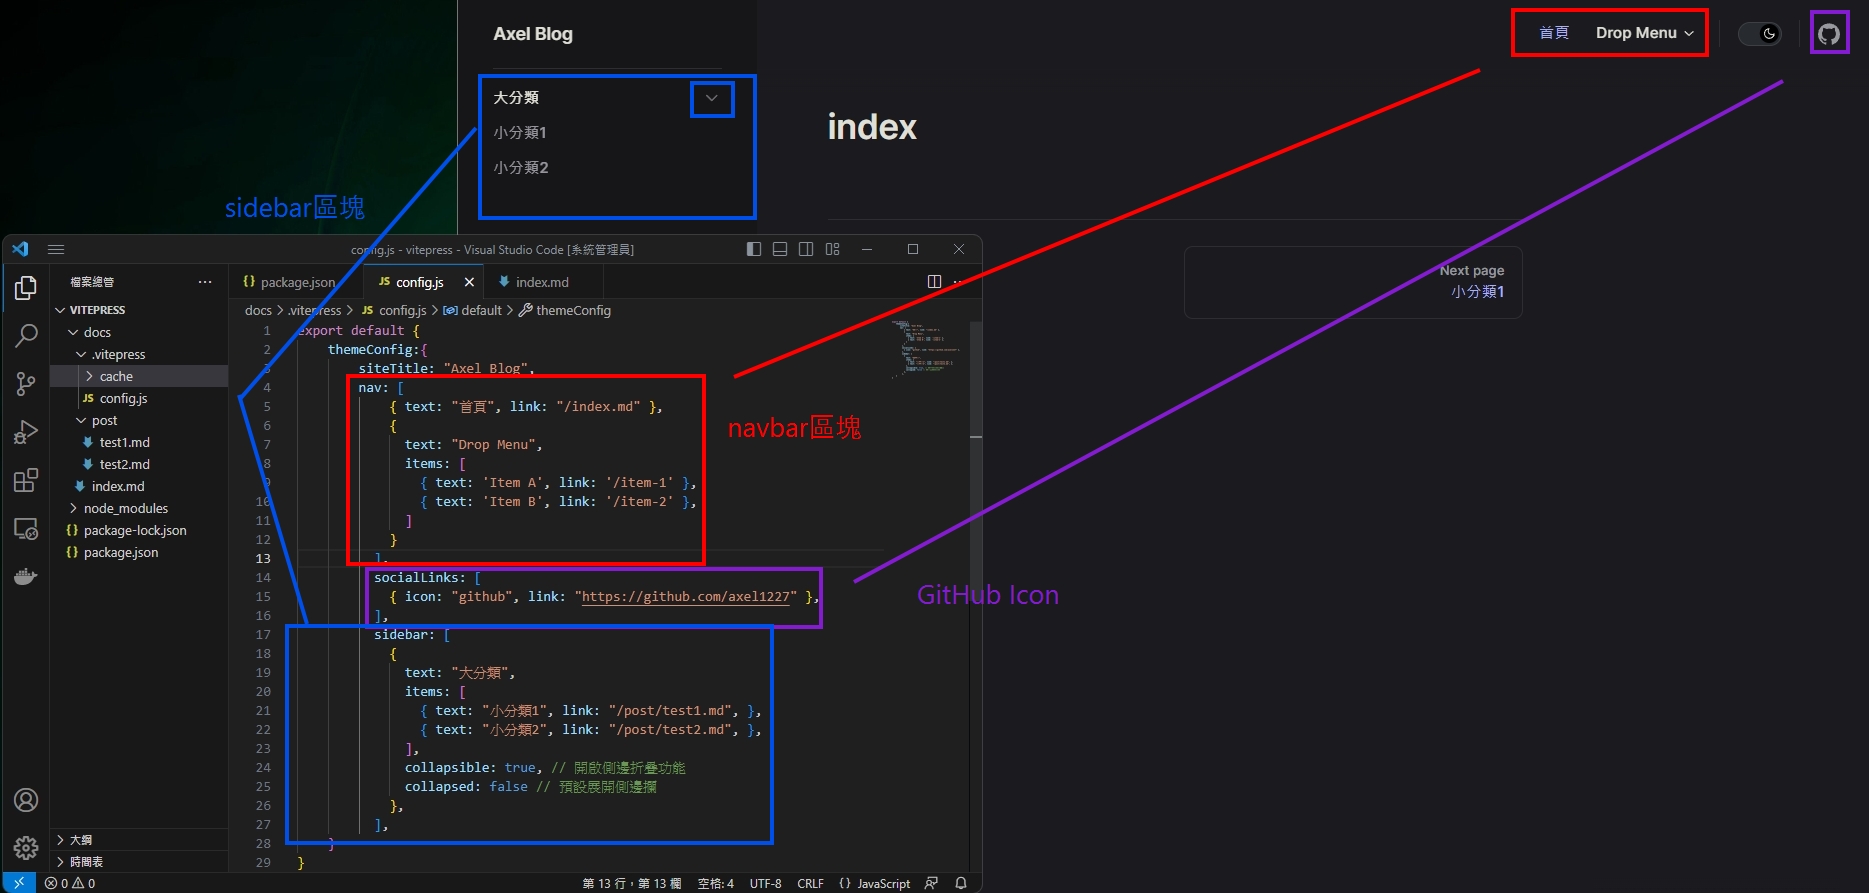 Axel Blog
首頁
Drop Menu
大分類
小分類1
小分類2
index
sidebar區塊
Next page
小分類1
config.js - vitepress - Visual Studio Code [系統管理員]
檔案總管
VITEPRESS
docs
.vitepress
cache
JS config.js
post
test1.md
test2.md
index.md
node_modules
{} package-lock.json
{} package.json
大綱
時間表
{} package.json
JS config.js
index.md
docs > .vitepress > JS config.js > default > themeConfig
1 export default {
2 themeConfig:{
3 siteTitle: "Axel Blog",
4 nav: [
5 { text: "首頁", link: "/index.md" },
6 {
7 text: "Drop Menu",
8 items: [
9 { text: 'Item A', link: '/item-1' },
10 { text: 'Item B', link: '/item-2' },
11 ]
12 }
13 ],
14 socialLinks: [
15 { icon: "github", link: "https://github.com/axel1227" },
16 ],
17 sidebar: [
18 {
19 text: "大分類",
20 items: [
21 { text: "小分類1", link: "/post/test1.md", },
22 { text: "小分類2", link: "/post/test2.md", },
23 ],
24 collapsible: true, // 開啟側邊折疊功能
25 collapsed: false // 預設展開側邊攔
26 },
27 ],
28 }
29 }
navbar區塊
GitHub Icon
0 0
第 13 行，第 13 欄
空格: 4
UTF-8
CRLF
{} JavaScript